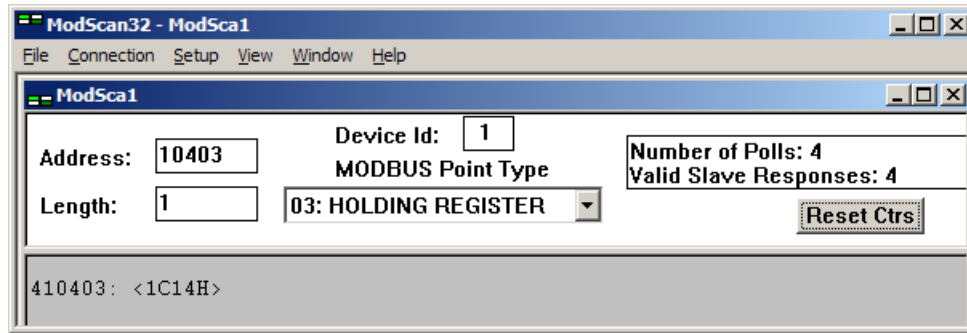 ModScan32 - ModSca1
File Connection Setup View Window Help
ModSca1
Address: 10403
Length: 1
Device Id: 1
MODBUS Point Type
03: HOLDING REGISTER
Number of Polls: 4
Valid Slave Responses: 4
Reset Ctrs
410403: <1C14H>